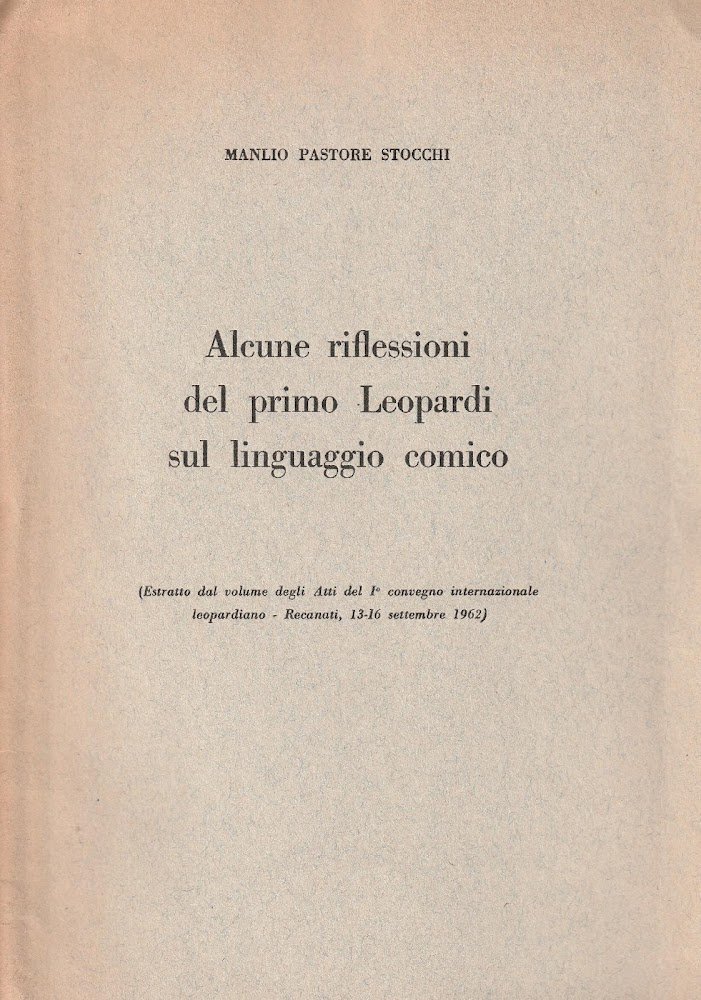 MANLIO PASTORE STOCCHI
Alcune riflessioni
del primo Leopardi
sul linguaggio comico
(Estratto dal volume degli Atti del I° convegno internazionale
leopardiano - Recanati, 13-16 settembre 1962)